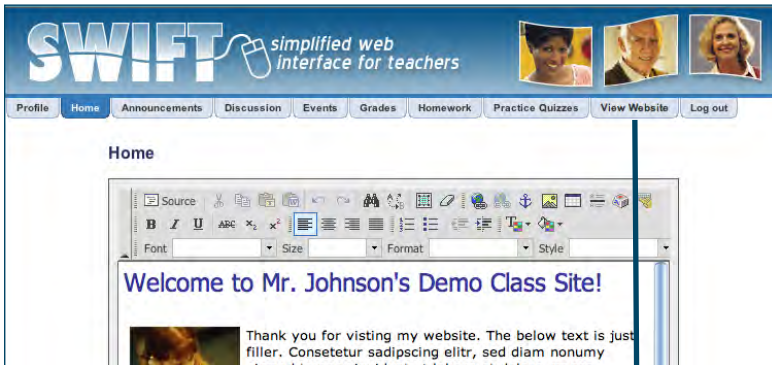 SWIFT simplified web
interface for teachers
Profile Home Announcements Discussion Events Grades Homework Practice Quizzes View Website Log out
Home
Source
B I U ABC x₂ x² T
Font Size Format Style
Welcome to Mr. Johnson's Demo Class Site!
Thank you for visting my website. The below text is just
filler. Consetetur sadipscing elitr, sed diam nonumy